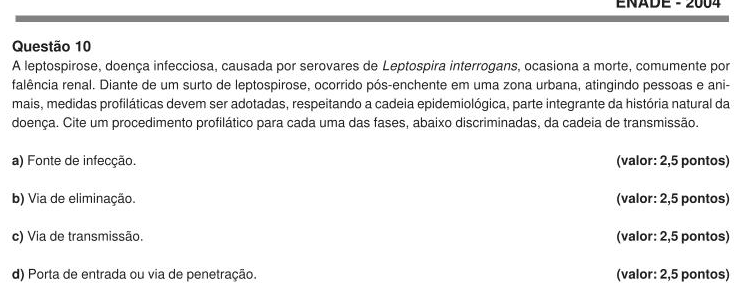 ENADE - 2004
Questão 10
A leptospirose, doença infecciosa, causada por serovares de Leptospira interrogans, ocasiona a morte, comumente por
falência renal. Diante de um surto de leptospirose, ocorrido pós-enchente em uma zona urbana, atingindo pessoas e ani-
mais, medidas profiláticas devem ser adotadas, respeitando a cadeia epidemiológica, parte integrante da história natural da
doença. Cite um procedimento profilático para cada uma das fases, abaixo discriminadas, da cadeia de transmissão.
a) Fonte de infecção. (valor: 2,5 pontos)
b) Via de eliminação. (valor: 2,5 pontos)
c) Via de transmissão. (valor: 2,5 pontos)
d) Porta de entrada ou via de penetração. (valor: 2,5 pontos)